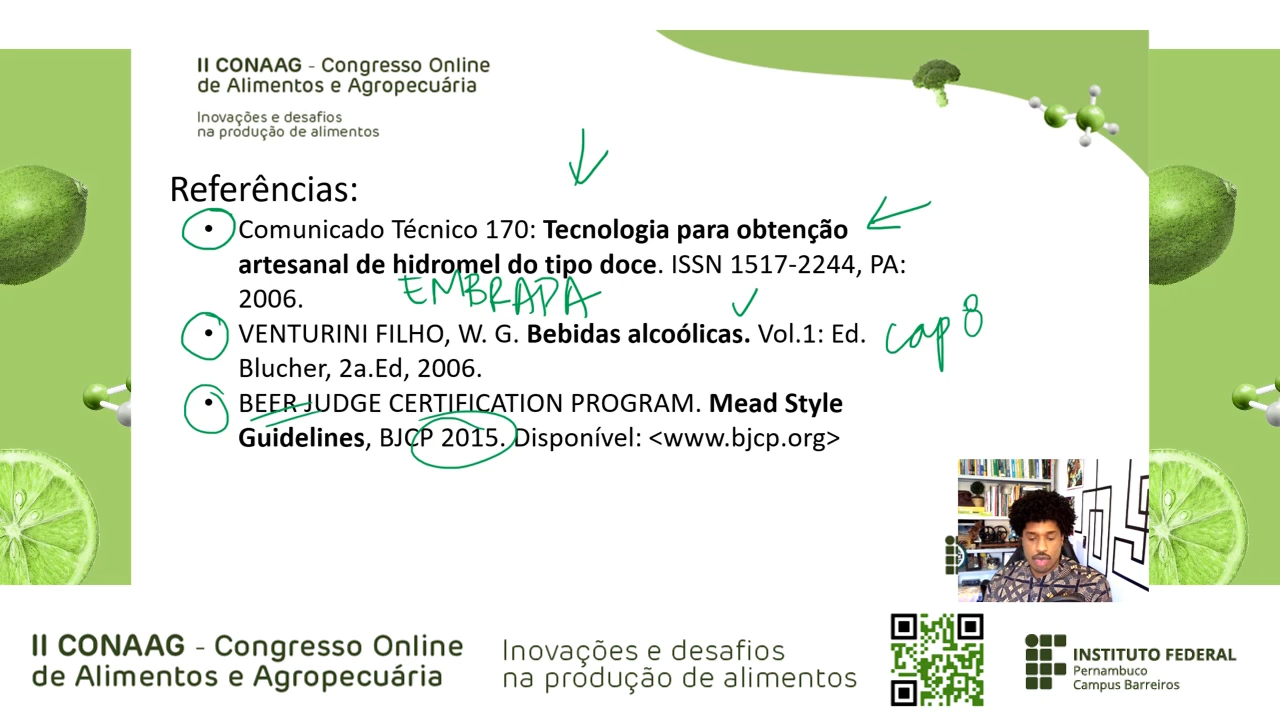 II CONAAG - Congresso Online
de Alimentos e Agropecuária
Inovações e desafios
na produção de alimentos
Referências:
• Comunicado Técnico 170: Tecnologia para obtenção
artesanal de hidromel do tipo doce. ISSN 1517-2244, PA:
2006.
EMBRAPA
• VENTURINI FILHO, W. G. Bebidas alcoólicas. Vol.1: Ed.
cap 8
Blucher, 2a.Ed, 2006.
• BEER JUDGE CERTIFICATION PROGRAM. Mead Style
Guidelines, BJCP 2015. Disponível: <www.bjcp.org>
II CONAAG - Congresso Online
de Alimentos e Agropecuária
Inovações e desafios
na produção de alimentos
INSTITUTO FEDERAL
Pernambuco
Campus Barreiros